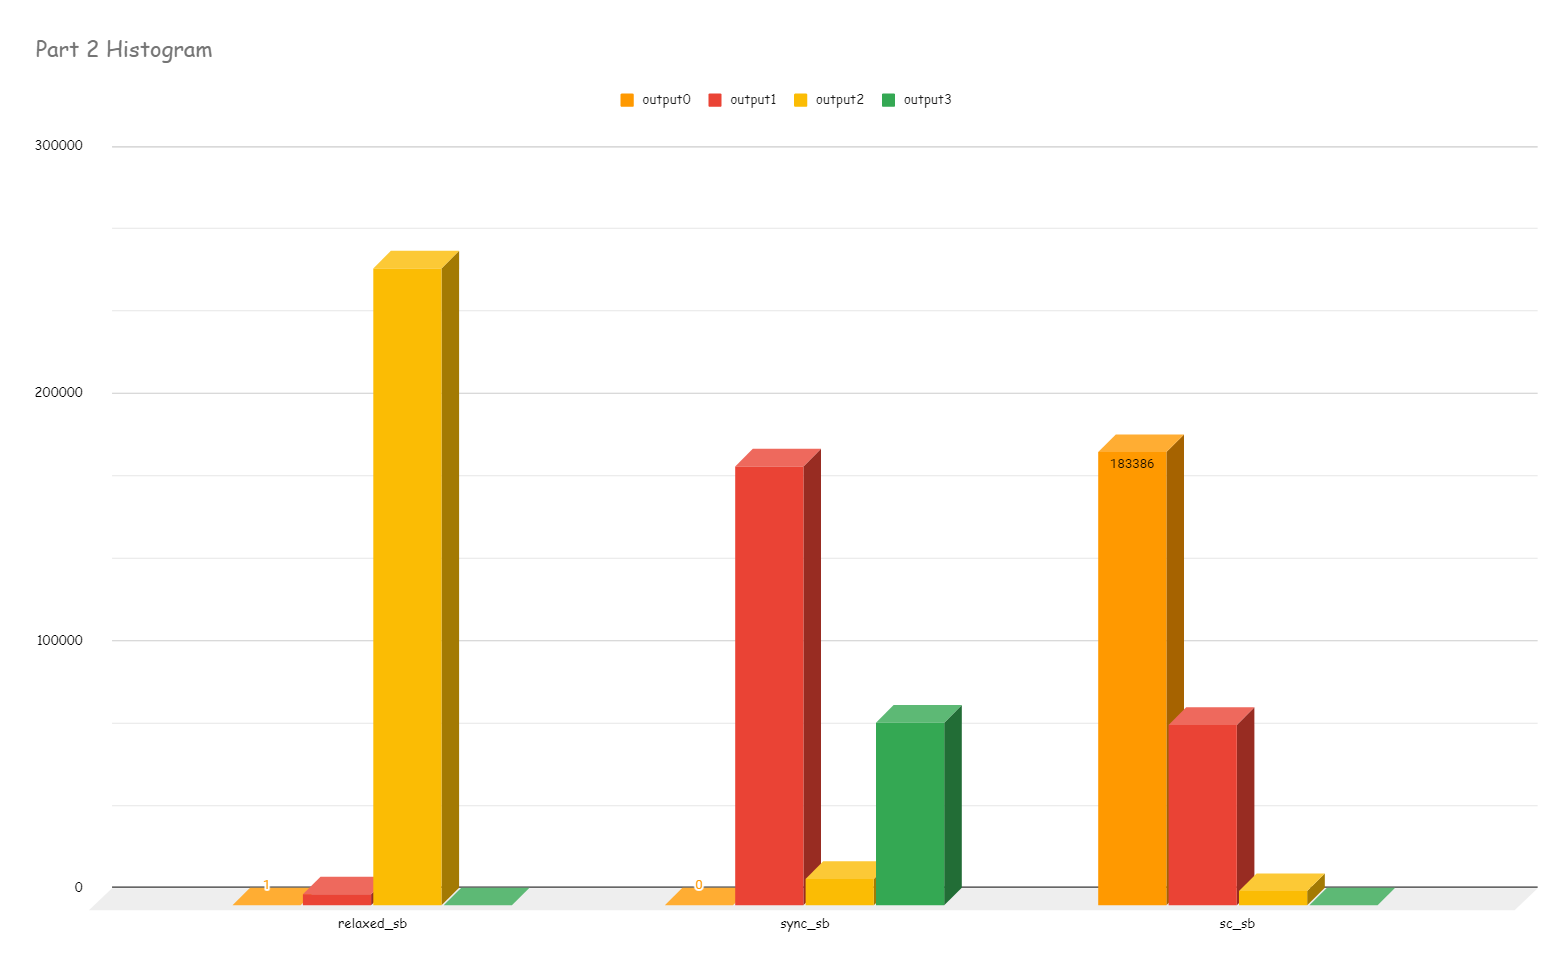 Part 2 Histogram
output0 output1 output2 output3
300000
200000
183386
100000
1
0
0
relaxed_sb sync_sb sc_sb